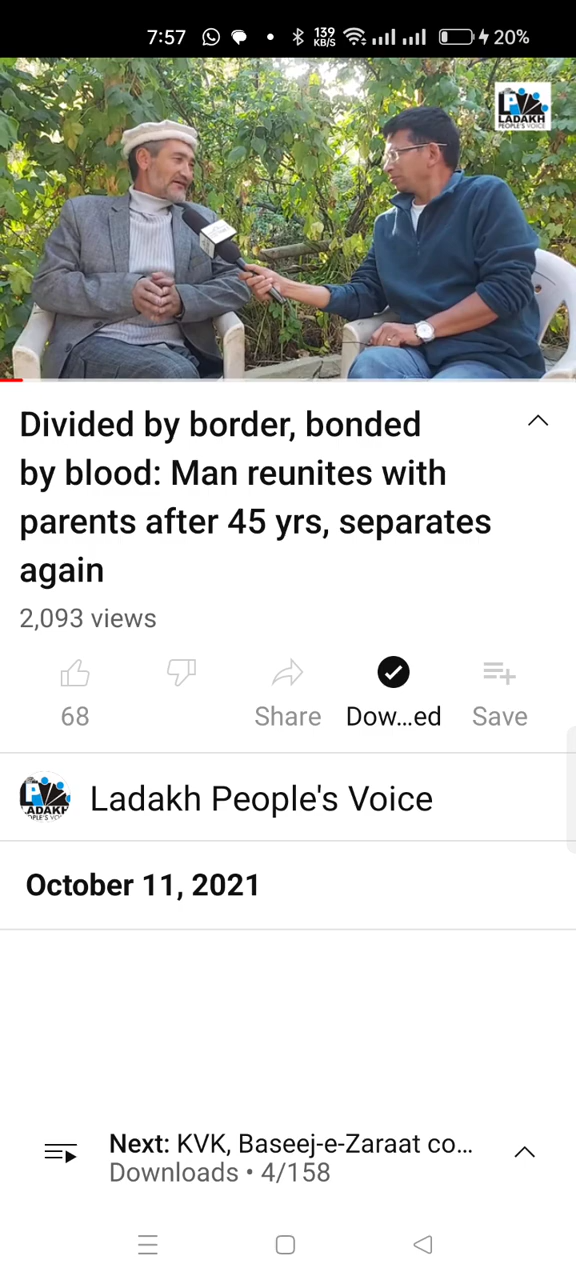 7:57
139
KB/S
20%
LADAKH
PEOPLE'S VOICE
Divided by border, bonded
by blood: Man reunites with
parents after 45 yrs, separates
again
2,093 views
68
Share
Dow...ed
Save
LADAKH
Ladakh People's Voice
October 11, 2021
Next: KVK, Baseej-e-Zaraat co...
Downloads • 4/158